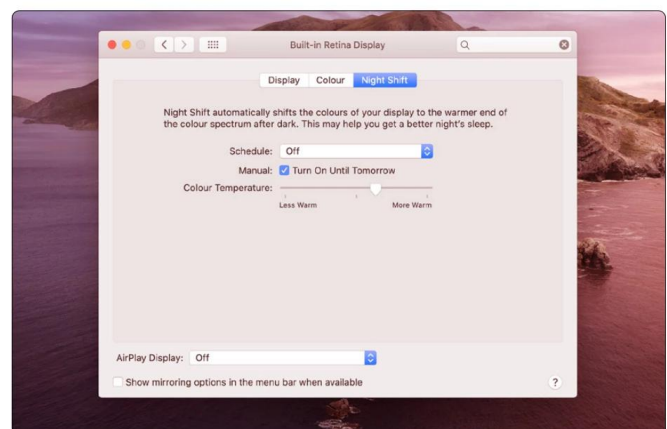 Built-in Retina Display
Display Colour Night Shift
Night Shift automatically shifts the colours of your display to the warmer end of
the colour spectrum after dark. This may help you get a better night's sleep.
Schedule: Off
Manual: Turn On Until Tomorrow
Colour Temperature:
Less Warm More Warm
AirPlay Display: Off
Show mirroring options in the menu bar when available ?